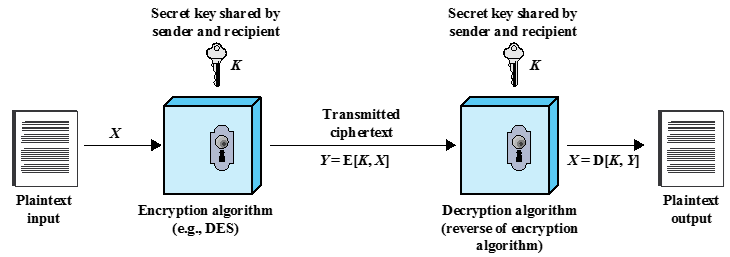 Secret key shared by
sender and recipient
K
Secret key shared by
sender and recipient
K
X
Transmitted
ciphertext
Y = E[K, X]
X = D[K, Y]
Plaintext
input
Encryption algorithm
(e.g., DES)
Decryption algorithm
(reverse of encryption
algorithm)
Plaintext
output